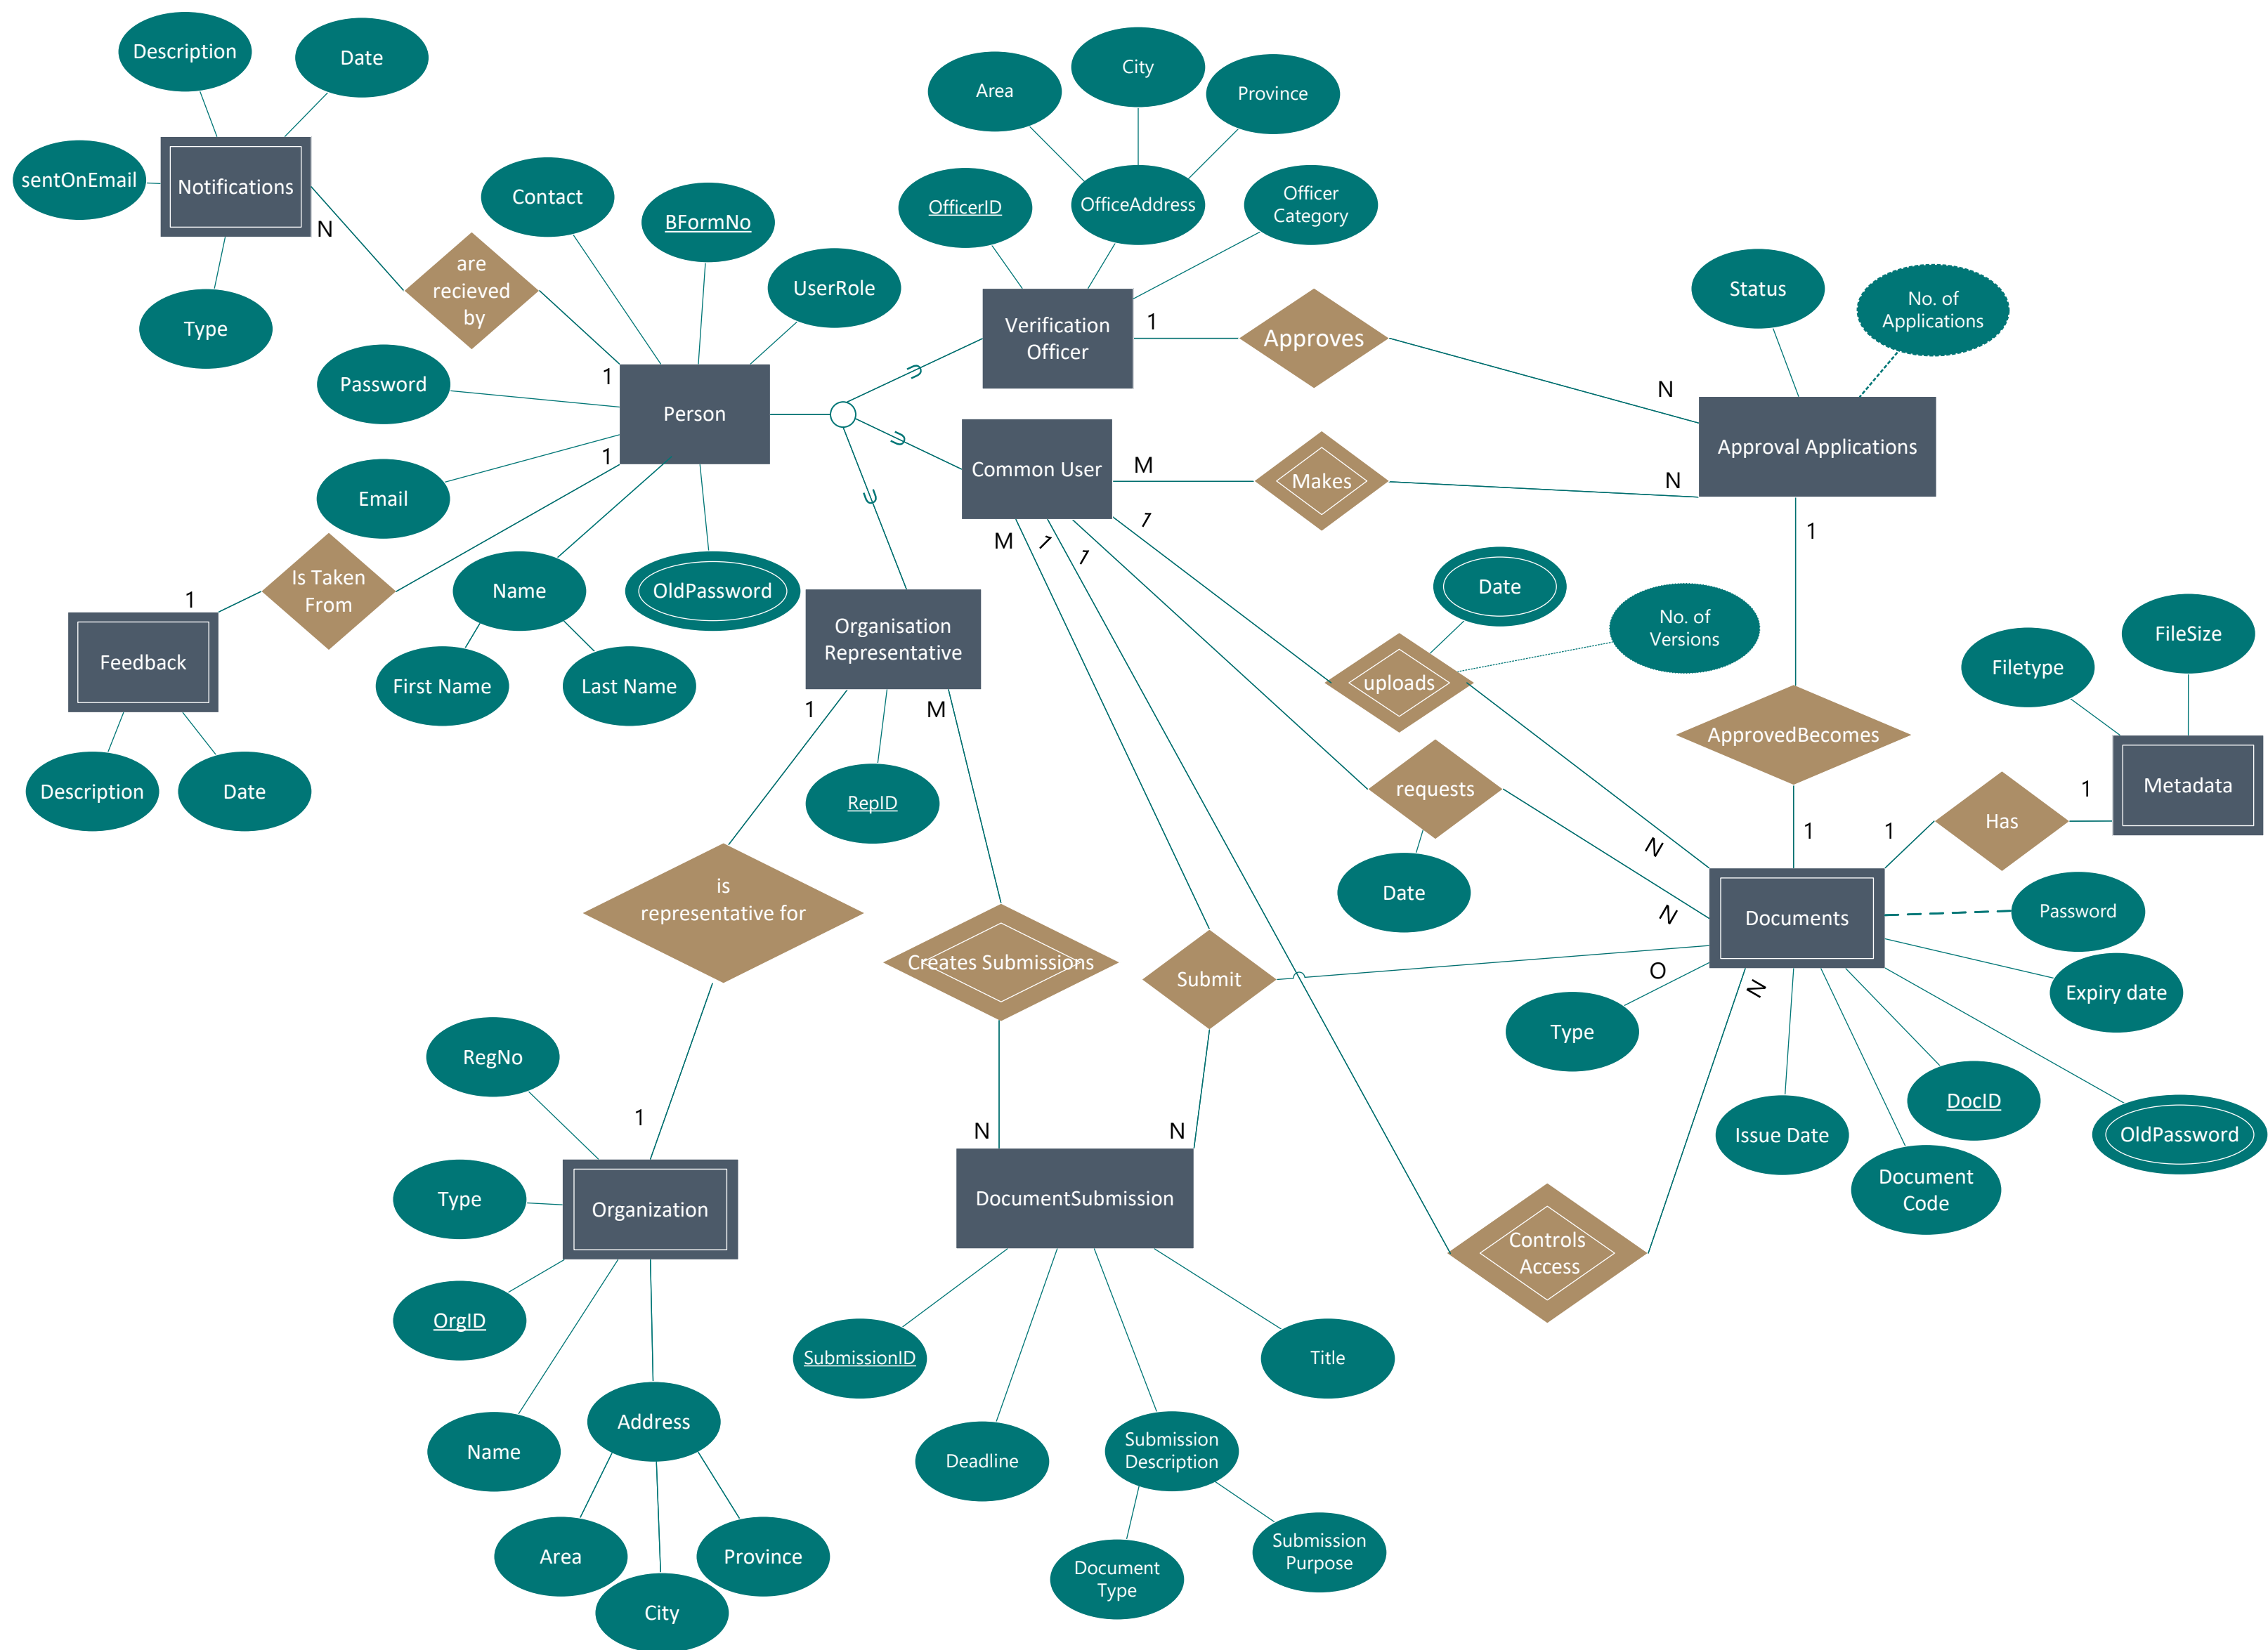 Description
Date
sentOnEmail
Notifications
Type
N
are
recieved
by
1
Contact
BFormNo
UserRole
Password
Person
Email
1
Name
First Name
Last Name
OldPassword
Is Taken
From
1
Feedback
Description
Date
Area
City
Province
OfficerID
OfficeAddress
Officer
Category
Verification
Officer
U
U
U
1
Approves
N
Status
No. of
Applications
Approval Applications
Common User
M
Makes
N
M
1
1
1
Organisation
Representative
1
M
RepID
Date
No. of
Versions
uploads
N
requests
Date
N
1
ApprovedBecomes
1
Filetype
FileSize
Metadata
1
Has
1
Documents
Password
Expiry date
O
N
Type
Issue Date
Document
Code
DocID
OldPassword
is
representative for
1
Creates Submissions
N
Submit
N
Controls
Access
RegNo
Type
Organization
OrgID
Name
Address
Area
City
Province
DocumentSubmission
SubmissionID
Deadline
Submission
Description
Title
Document
Type
Submission
Purpose